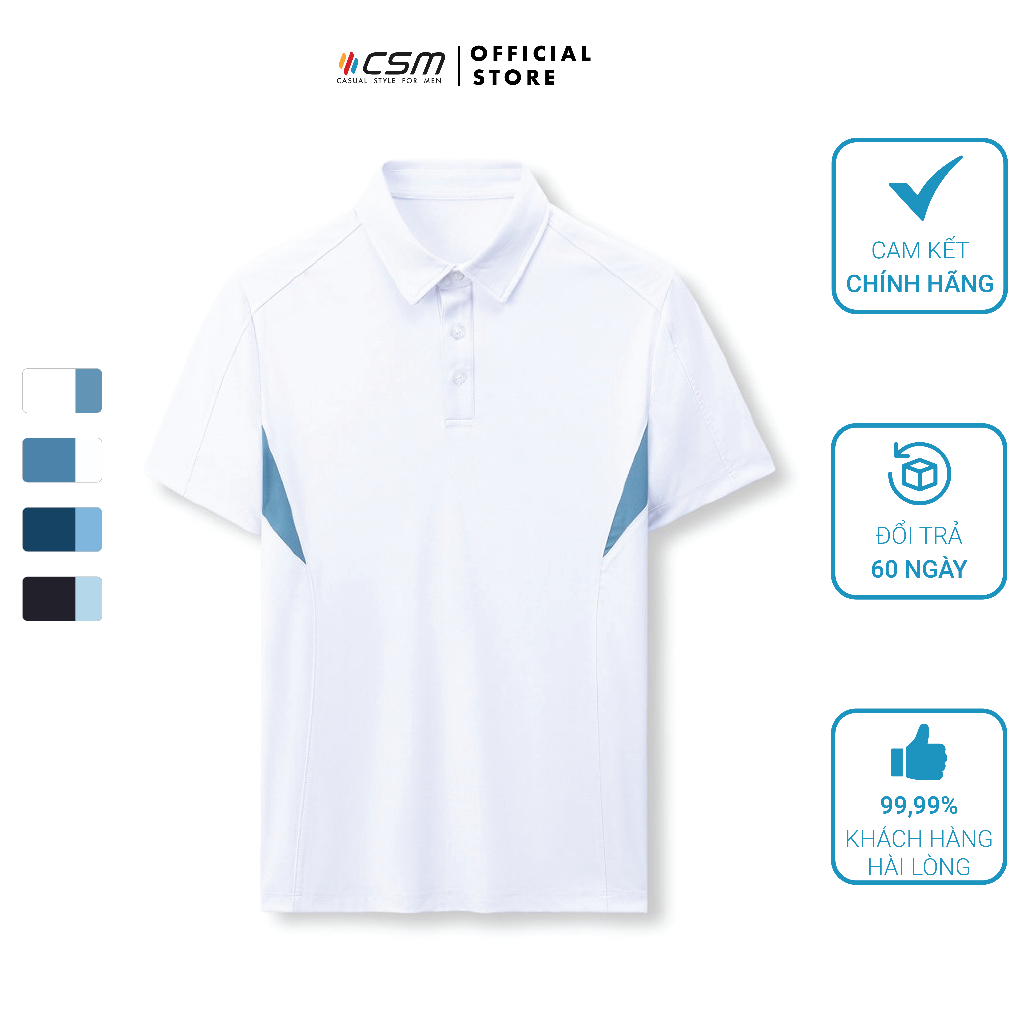 CSM
CASUAL STYLE FOR MEN
OFFICIAL
STORE
CAM KẾT
CHÍNH HÃNG
ĐỔI TRẢ
60 NGÀY
99,99%
KHÁCH HÀNG
HÀI LÒNG